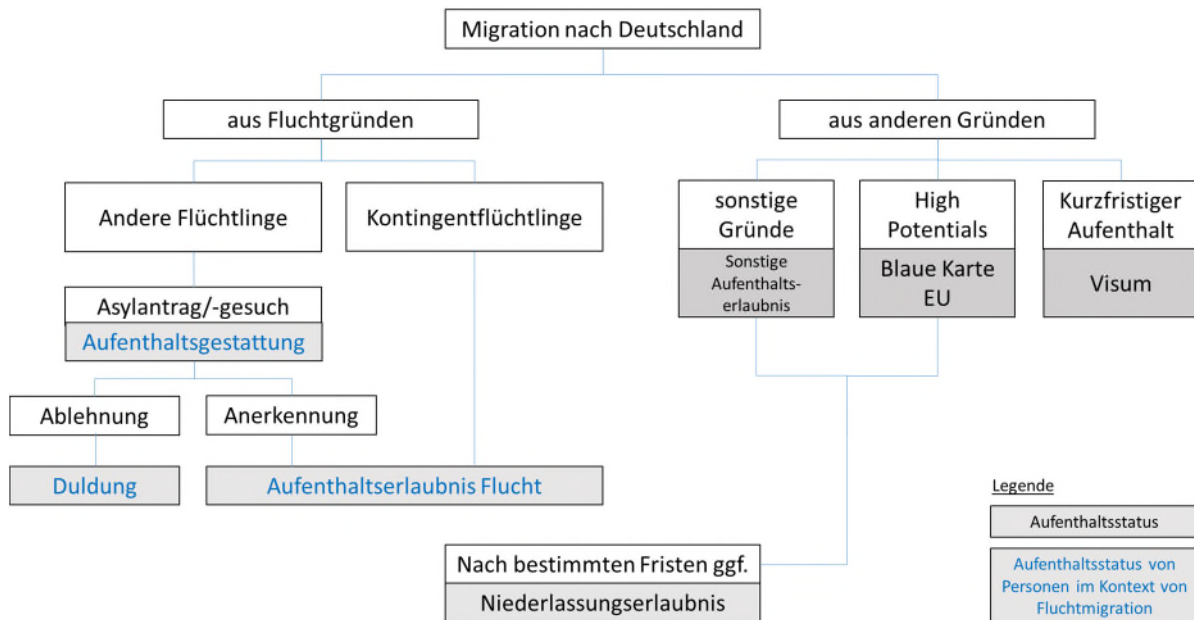 Migration nach Deutschland
aus Fluchtgründen
aus anderen Gründen
Andere Flüchtlinge
Kontingentflüchtlinge
sonstige
Gründe
Sonstige
Aufenthalts-
erlaubnis
High
Potentials
Blaue Karte
EU
Kurzfristiger
Aufenthalt
Visum
Asylantrag/-gesuch
Aufenthaltsgestattung
Ablehnung
Anerkennung
Duldung
Aufenthaltserlaubnis Flucht
Nach bestimmten Fristen ggf.
Niederlassungserlaubnis
Legende
Aufenthaltsstatus
Aufenthaltsstatus von
Personen im Kontext von
Fluchtmigration